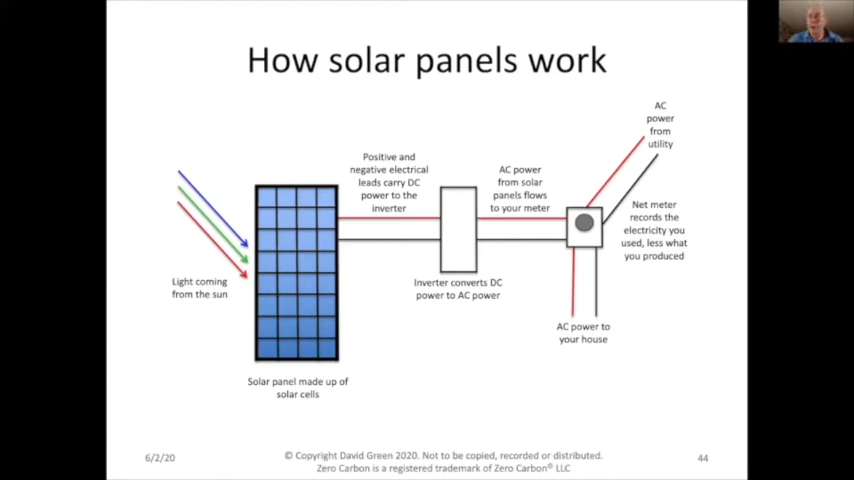 How solar panels work
AC
power
from
utility
Positive and
negative electrical
leads carry DC
power to the
inverter
AC power
from solar
panels flows
to your meter
Net meter
records the
electricity you
used, less what
you produced
Light coming
from the sun
Inverter converts DC
power to AC power
AC power to
your house
Solar panel made up of
solar cells
6/2/20
© Copyright David Green 2020. Not to be copied, recorded or distributed.
Zero Carbon is a registered trademark of Zero Carbon® LLC
44